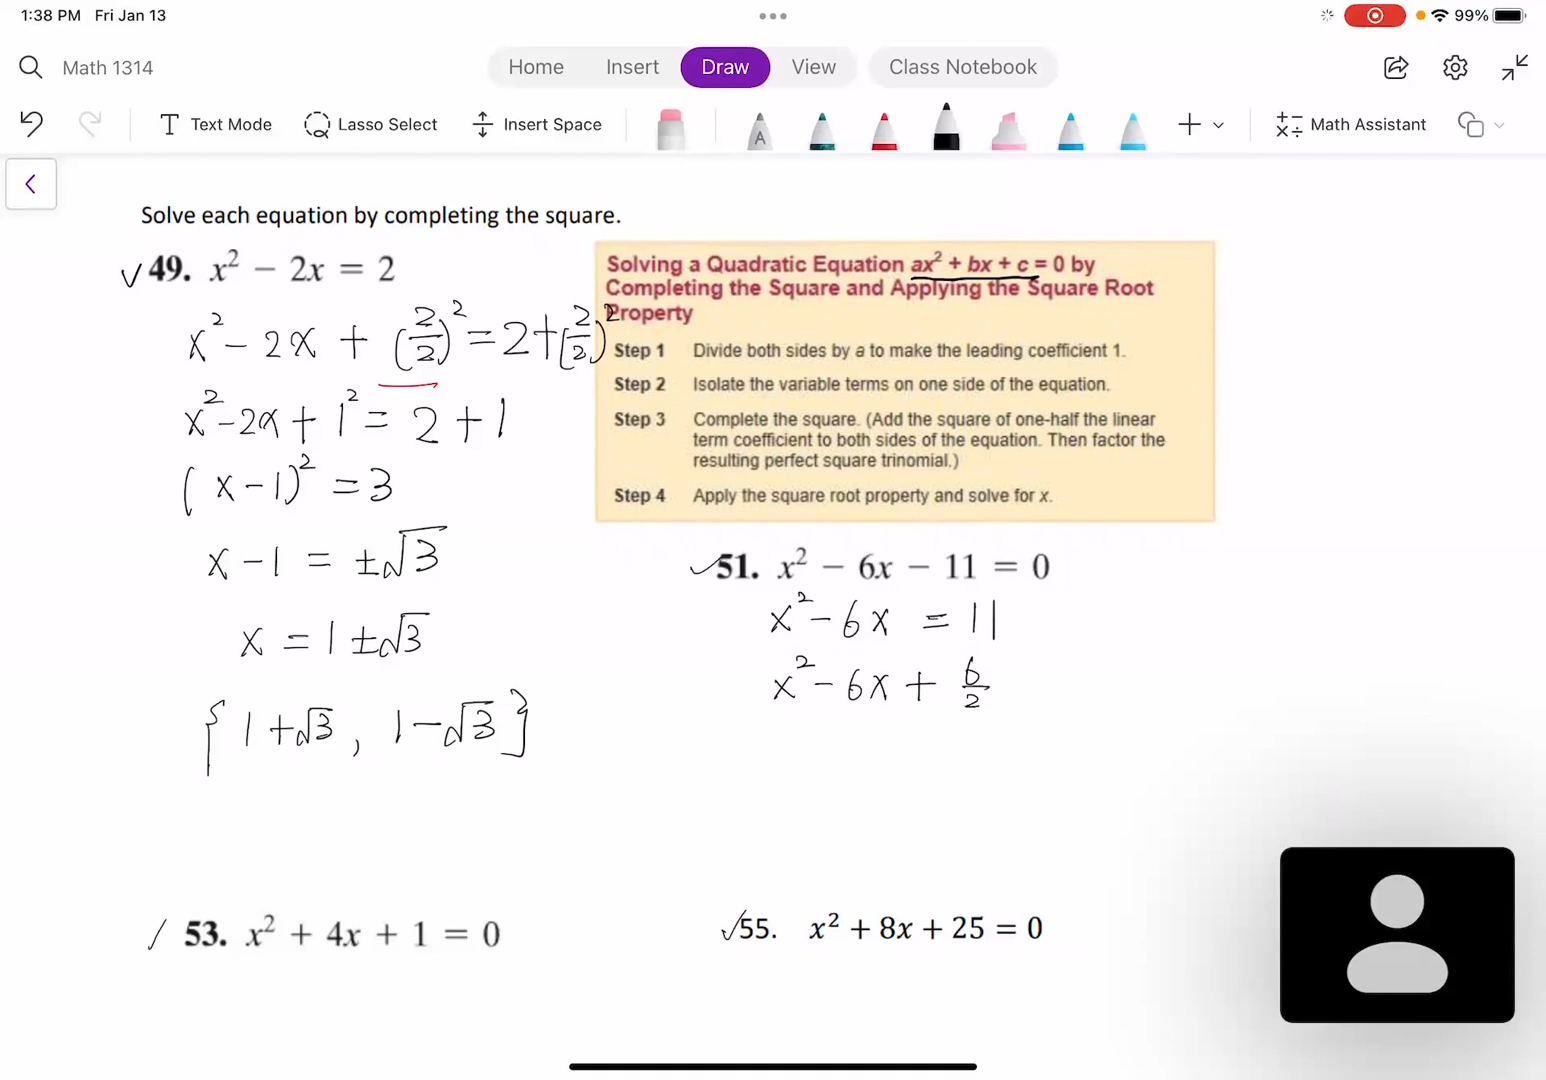 1:38 PM Fri Jan 13
99%
Math 1314
Home Insert Draw View Class Notebook
Text Mode Lasso Select Insert Space A Math Assistant
Solve each equation by completing the square.
✓49. x² − 2x = 2
x² − 2x + (2/2)² = 2 + (2/2)²
x² − 2x + 1² = 2 + 1
(x − 1)² = 3
x − 1 = ±√3
x = 1 ±√3
{ 1 + √3 , 1 − √3 }
Solving a Quadratic Equation ax² + bx + c = 0 by
Completing the Square and Applying the Square Root
Property
Step 1 Divide both sides by a to make the leading coefficient 1.
Step 2 Isolate the variable terms on one side of the equation.
Step 3 Complete the square. (Add the square of one-half the linear
term coefficient to both sides of the equation. Then factor the
resulting perfect square trinomial.)
Step 4 Apply the square root property and solve for x.
✓51. x² − 6x − 11 = 0
x² − 6x = 11
x² − 6x + 6/2
53. x² + 4x + 1 = 0
✓55. x² + 8x + 25 = 0